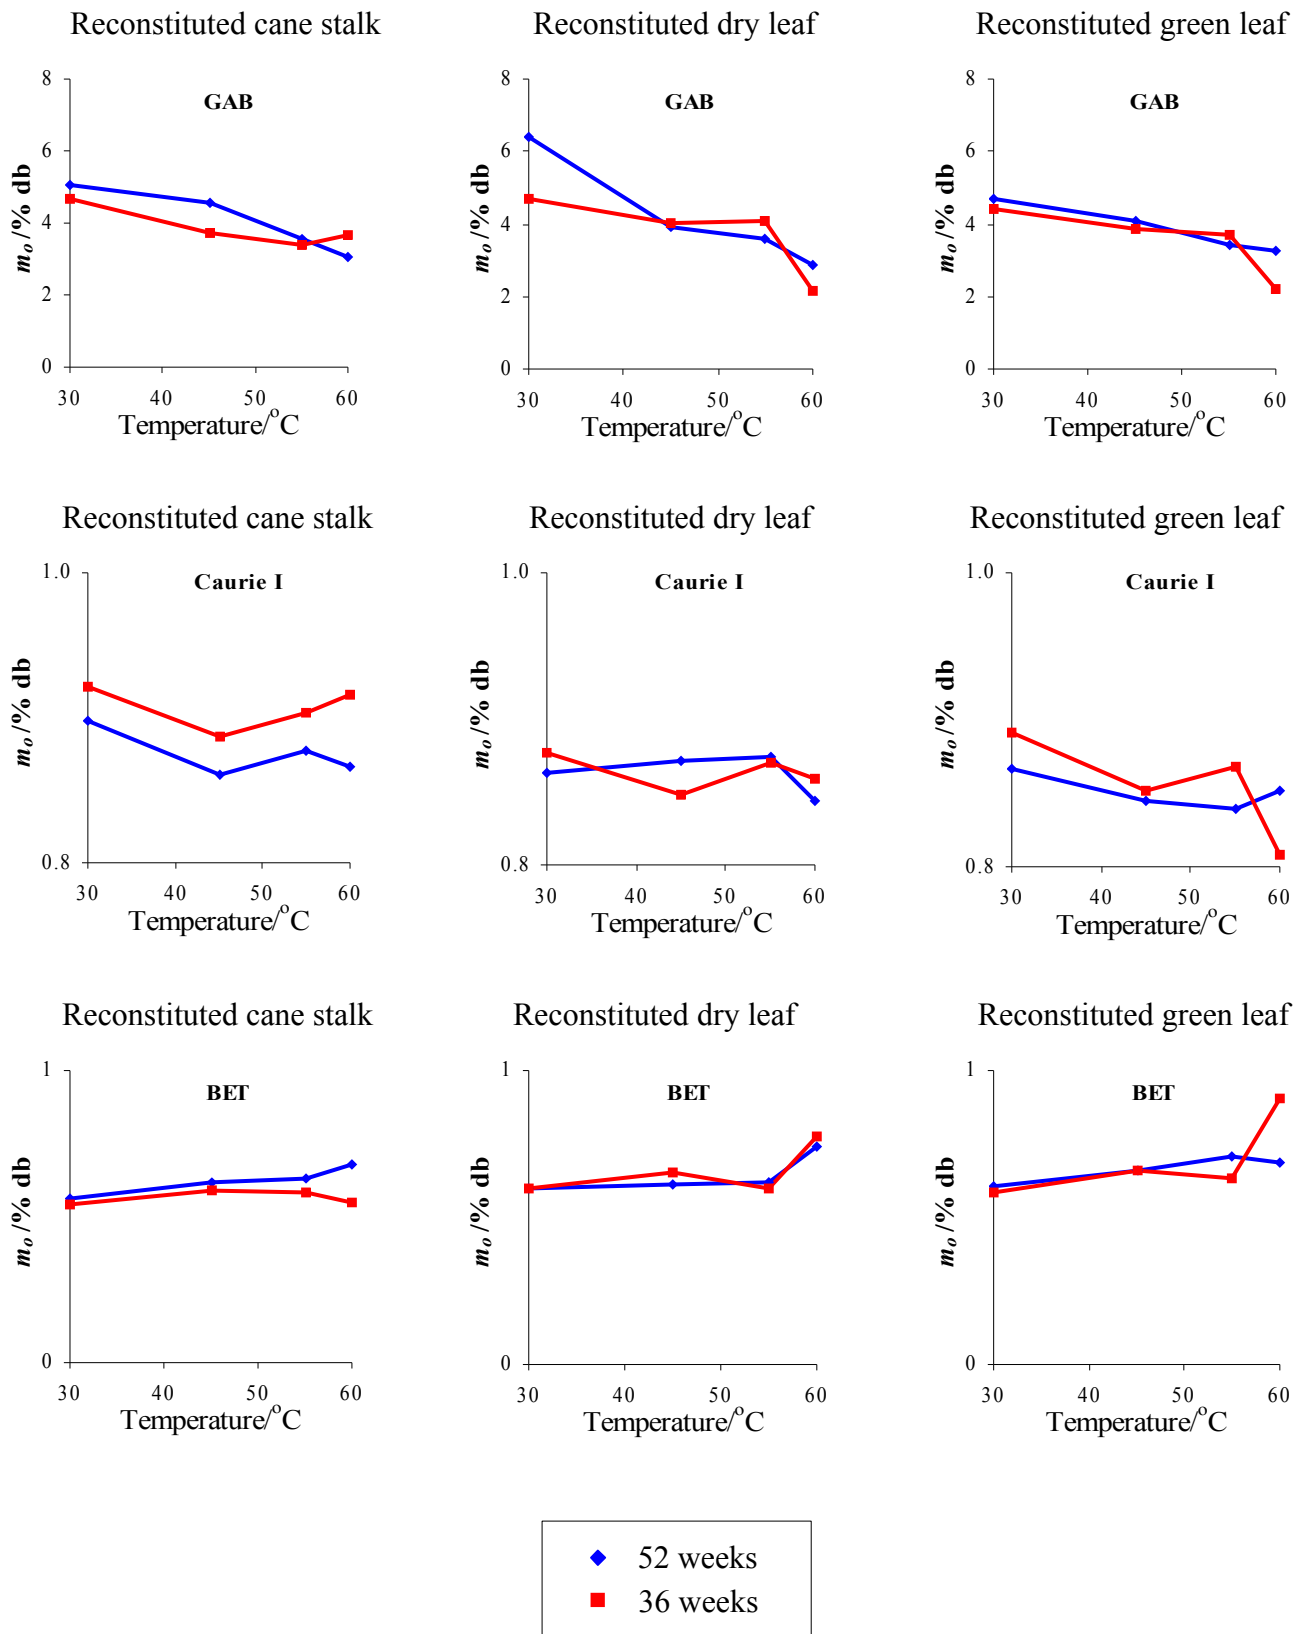 Reconstituted cane stalk
Reconstituted dry leaf
Reconstituted green leaf
GAB
8
6
4
2
0
m_o /% db
30 40 50 60
Temperature/°C
GAB
8
6
4
2
0
m_o /% db
30 40 50 60
Temperature/°C
GAB
8
6
4
2
0
m_o /% db
30 40 50 60
Temperature/°C
Reconstituted cane stalk
Reconstituted dry leaf
Reconstituted green leaf
Caurie I
1.0
0.8
m_o /% db
30 40 50 60
Temperature/°C
Caurie I
1.0
0.8
m_o /% db
30 40 50 60
Temperature/°C
Caurie I
1.0
0.8
m_o /% db
30 40 50 60
Temperature/°C
Reconstituted cane stalk
Reconstituted dry leaf
Reconstituted green leaf
BET
1
0
m_o /% db
30 40 50 60
Temperature/°C
BET
1
0
m_o /% db
30 40 50 60
Temperature/°C
BET
1
0
m_o /% db
30 40 50 60
Temperature/°C
52 weeks
36 weeks